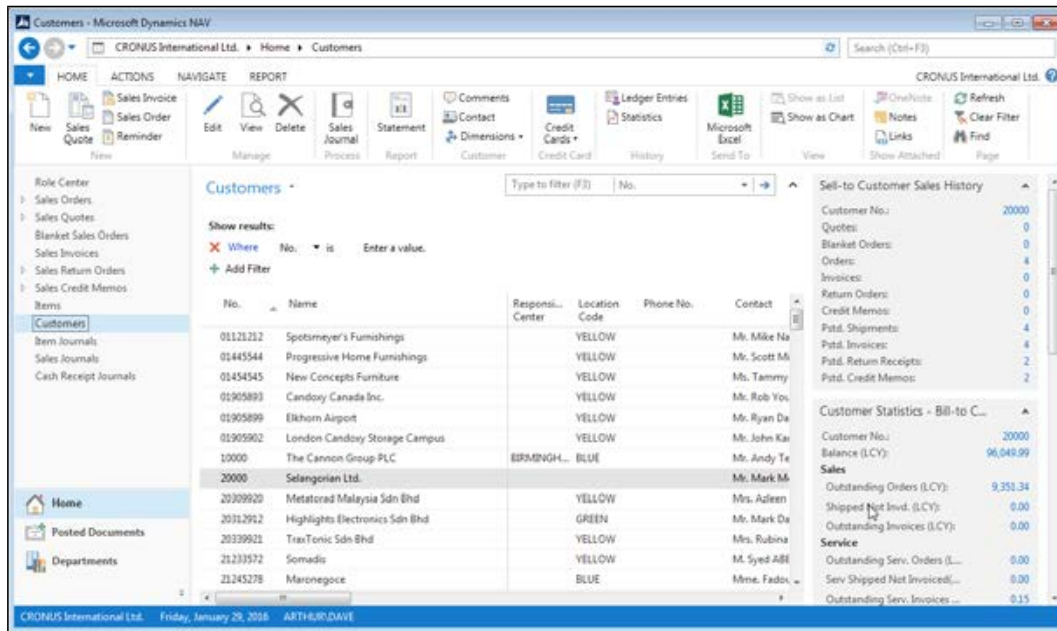 Customers - Microsoft Dynamics NAV
CRONUS International Ltd. ▸ Home ▸ Customers
Search (Ctrl+F3)
HOME ACTIONS NAVIGATE REPORT CRONUS International Ltd.
New
Sales Quote
Sales Invoice
Sales Order
Reminder
New
Edit
View
Delete
Manage
Sales Journal
Process
Statement
Report
Comments
Contact
Dimensions
Customer
Credit Cards
Credit Card
Ledger Entries
Statistics
History
Microsoft Excel
Send To
Show as List
Show as Chart
View
OneNote
Notes
Links
Show Attached
Refresh
Clear Filter
Find
Page
Role Center
Sales Orders
Sales Quotes
Blanket Sales Orders
Sales Invoices
Sales Return Orders
Sales Credit Memos
Items
Customers
Item Journals
Sales Journals
Cash Receipt Journals
Home
Posted Documents
Departments
Customers
Type to filter (F3) No.
Show results:
Where No. is Enter a value.
Add Filter
No. Name Responsi... Center Location Code Phone No. Contact
01121212 Spotsmeyer's Furnishings YELLOW Mr. Mike Na
01445544 Progressive Home Furnishings YELLOW Mr. Scott Mi
01454545 New Concepts Furniture YELLOW Ms. Tammy
01905893 Candoxy Canada Inc. YELLOW Mr. Rob You
01905899 Elkhorn Airport YELLOW Mr. Ryan Da
01905902 London Candoxy Storage Campus YELLOW Mr. John Kan
10000 The Cannon Group PLC BIRMINGH... BLUE Mr. Andy Te
20000 Selangorian Ltd. Mr. Mark M
20309920 Metatorad Malaysia Sdn Bhd YELLOW Mrs. Azleen
20312912 Highlights Electronics Sdn Bhd GREEN Mr. Mark Da
20339921 TraxTonic Sdn Bhd YELLOW Mrs. Rubina
21233572 Somadis YELLOW M. Syed ABB
21245278 Maronegoce BLUE Mme. Fadou
Sell-to Customer Sales History
Customer No.: 20000
Quotes: 0
Blanket Orders: 0
Orders: 4
Invoices: 0
Return Orders: 0
Credit Memos: 0
Pstd. Shipments: 4
Pstd. Invoices: 4
Pstd. Return Receipts: 2
Pstd. Credit Memos: 2
Customer Statistics - Bill-to C...
Customer No.: 20000
Balance (LCY): 96,049.99
Sales
Outstanding Orders (LCY): 9,351.34
Shipped Not Invd. (LCY): 0.00
Outstanding Invoices (LCY): 0.00
Service
Outstanding Serv. Orders (L... 0.00
Serv Shipped Not Invoiced(... 0.00
Outstanding Serv. Invoices ... 0.15
CRONUS International Ltd. Friday, January 29, 2016 ARTHUR\DAVE